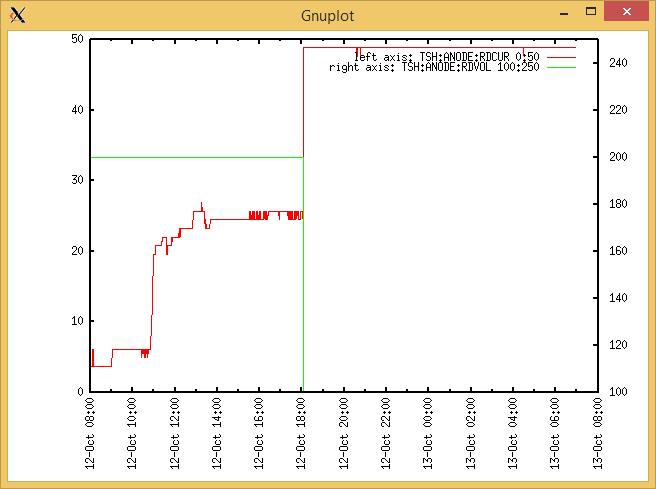 Gnuplot
50
40
30
20
10
0
left axis: TSH:ANODE:RDCUR 0:50
right axis: TSH:ANODE:RDVOL 100:250
240
220
200
180
160
140
120
100
12-Oct 08:00
12-Oct 10:00
12-Oct 12:00
12-Oct 14:00
12-Oct 16:00
12-Oct 18:00
12-Oct 20:00
12-Oct 22:00
13-Oct 00:00
13-Oct 02:00
13-Oct 04:00
13-Oct 06:00
13-Oct 08:00